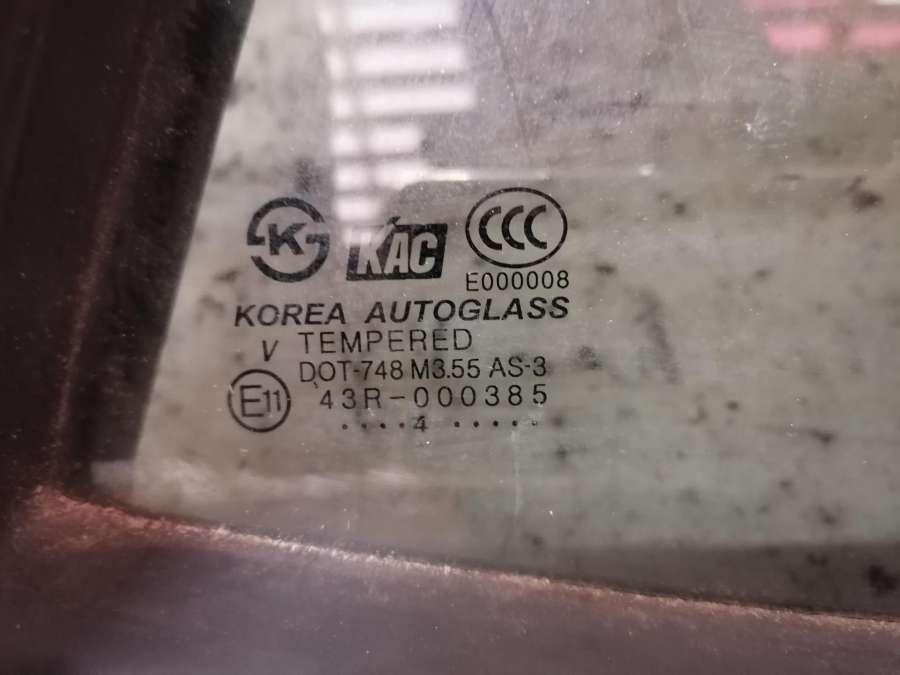 K KAC CCC
E000008
KOREA AUTOGLASS
V TEMPERED
DOT-748 M3.55 AS-3
E11 43R-000385
....4 .....